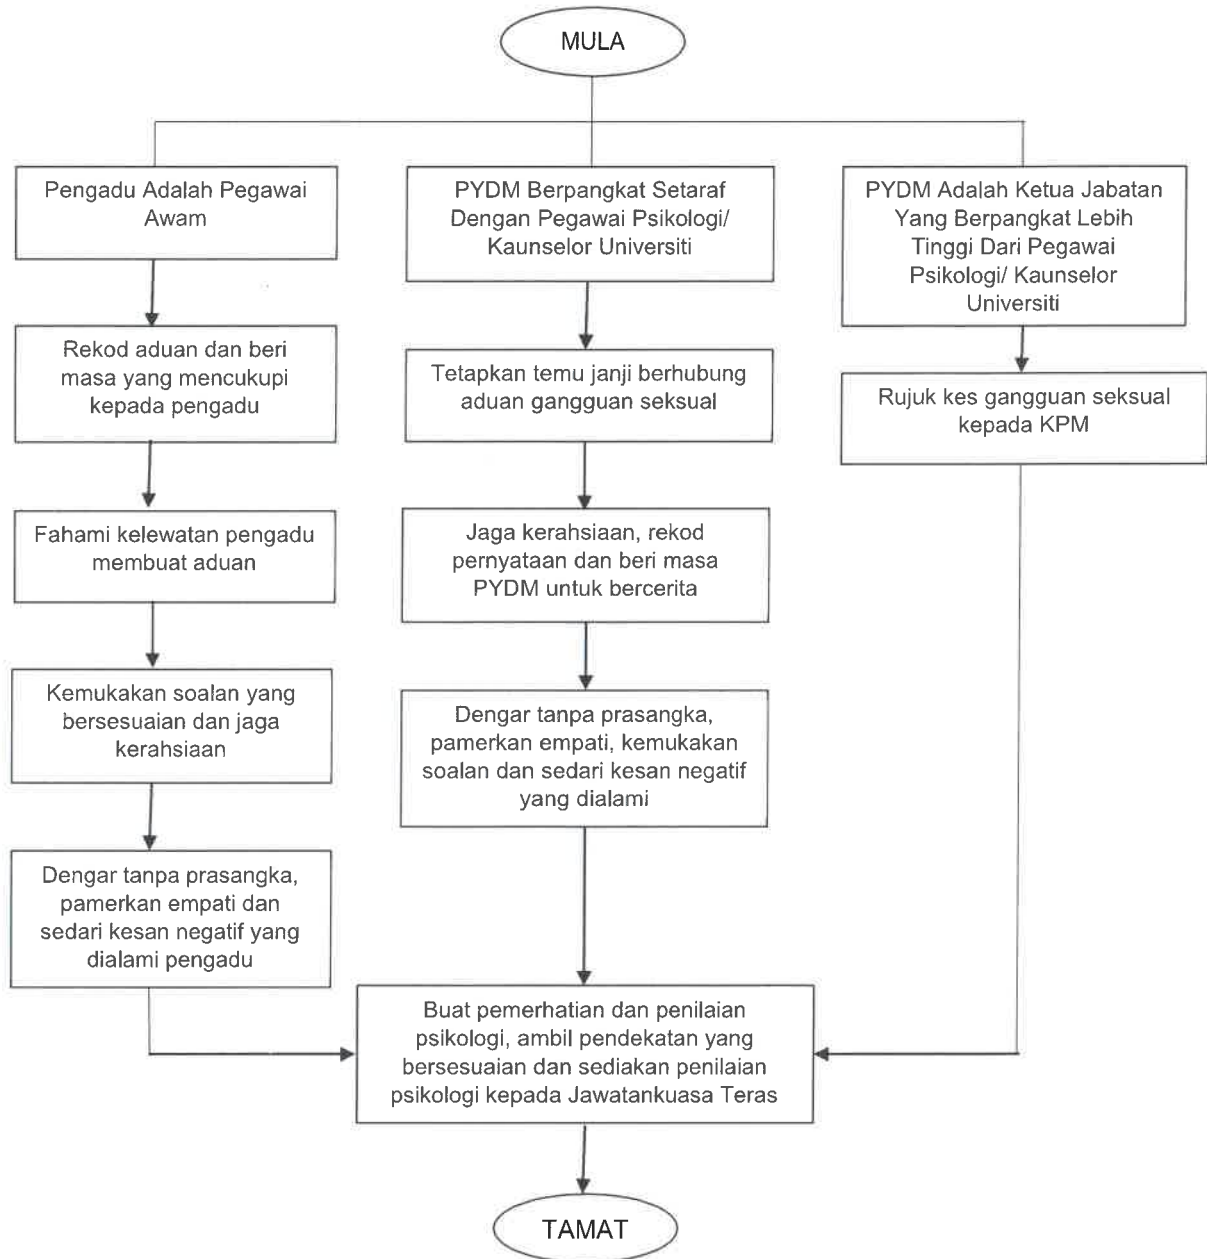 MULA
Pengadu Adalah Pegawai
Awam
Rekod aduan dan beri
masa yang mencukupi
kepada pengadu
Fahami kelewatan pengadu
membuat aduan
Kemukakan soalan yang
bersesuaian dan jaga
kerahsiaan
Dengar tanpa prasangka,
pamerkan empati dan
sedari kesan negatif yang
dialami pengadu
PYDM Berpangkat Setaraf
Dengan Pegawai Psikologi/
Kaunselor Universiti
Tetapkan temu janji berhubung
aduan gangguan seksual
Jaga kerahsiaan, rekod
pernyataan dan beri masa
PYDM untuk bercerita
Dengar tanpa prasangka,
pamerkan empati, kemukakan
soalan dan sedari kesan negatif
yang dialami
PYDM Adalah Ketua Jabatan
Yang Berpangkat Lebih
Tinggi Dari Pegawai
Psikologi/ Kaunselor
Universiti
Rujuk kes gangguan seksual
kepada KPM
Buat pemerhatian dan penilaian
psikologi, ambil pendekatan yang
bersesuaian dan sediakan penilaian
psikologi kepada Jawatankuasa Teras
TAMAT